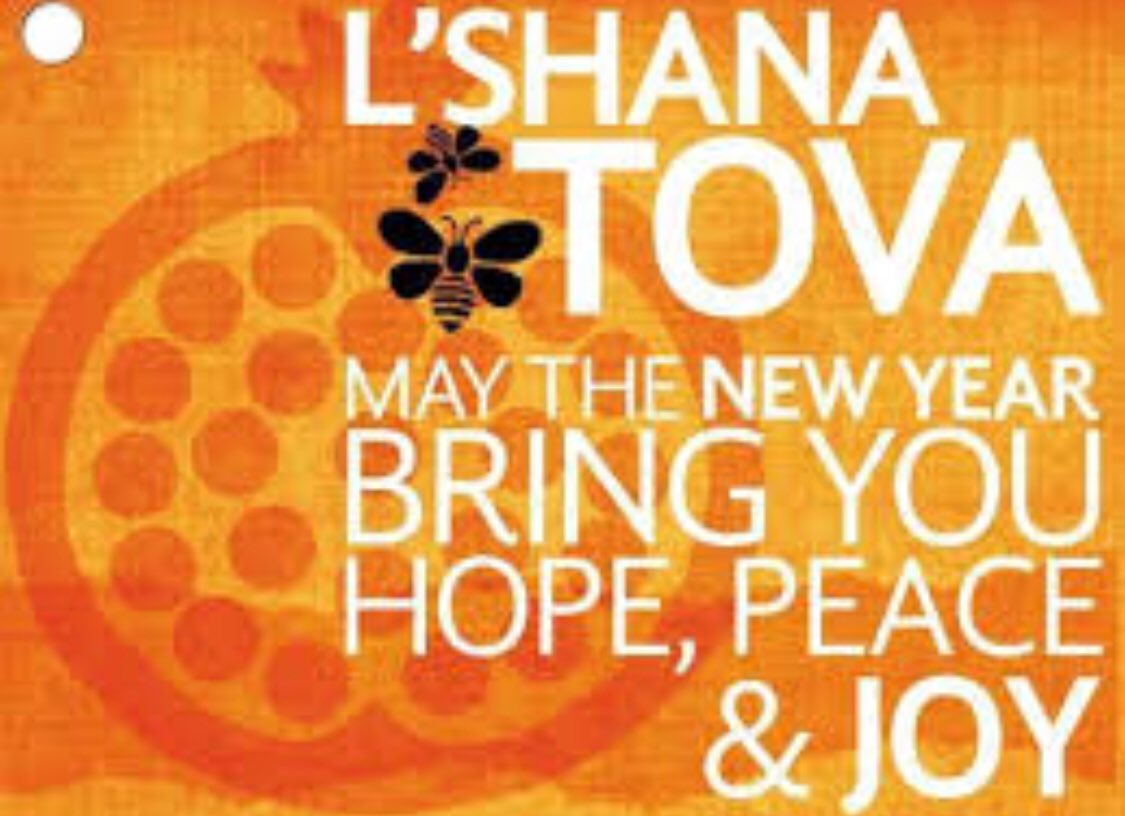 L'SHANA
TOVA
MAY THE NEW YEAR
BRING YOU
HOPE, PEACE
& JOY